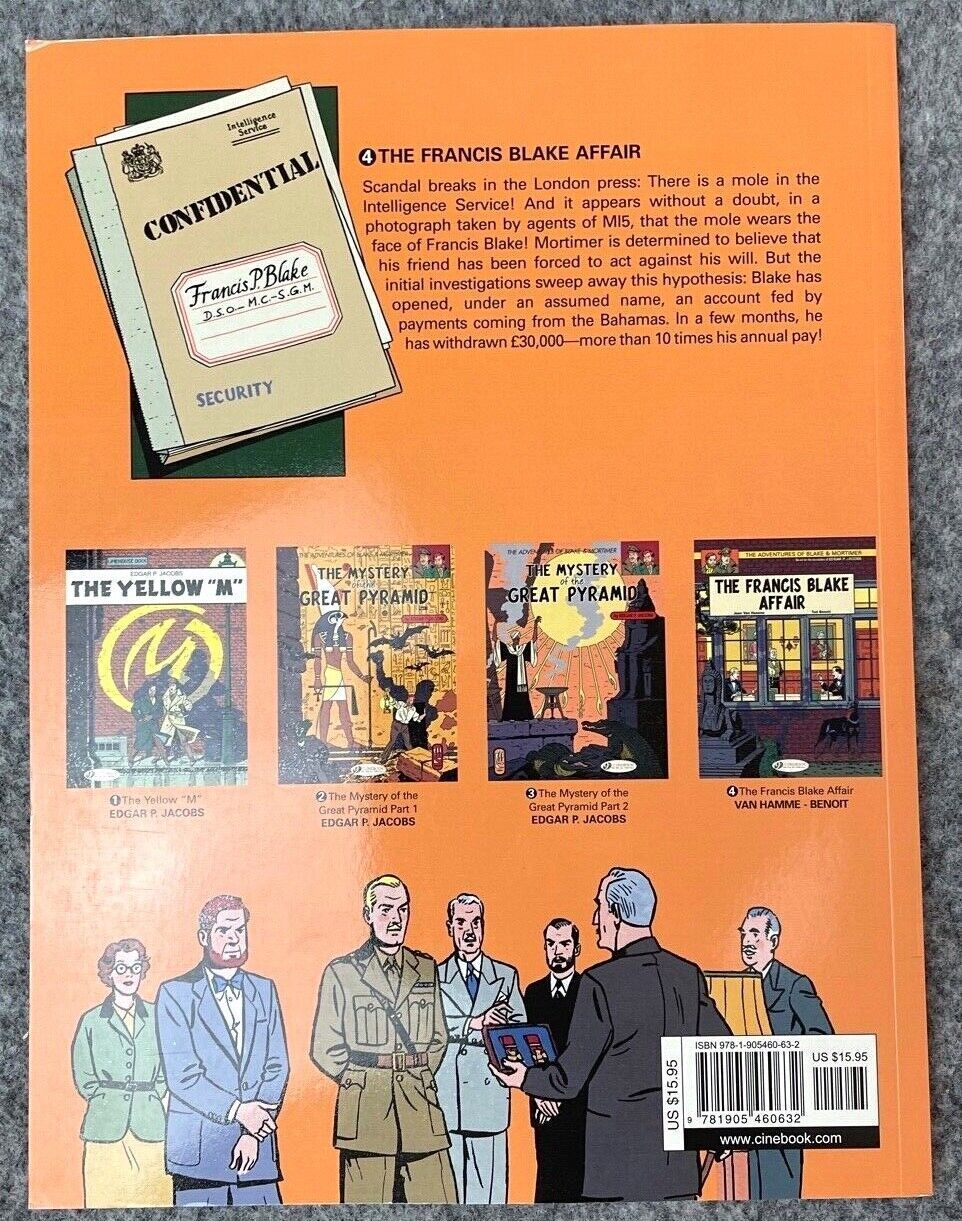 Intelligence
Service
CONFIDENTIAL
Francis P. Blake
D.S.O.-M.C.-S.G.M.
SECURITY
4 THE FRANCIS BLAKE AFFAIR
Scandal breaks in the London press: There is a mole in the
Intelligence Service! And it appears without a doubt, in a
photograph taken by agents of MI5, that the mole wears the
face of Francis Blake! Mortimer is determined to believe that
his friend has been forced to act against his will. But the
initial investigations sweep away this hypothesis: Blake has
opened, under an assumed name, an account fed by
payments coming from the Bahamas. In a few months, he
has withdrawn £30,000—more than 10 times his annual pay!
EDGAR P. JACOBS
THE YELLOW "M"
M
THE ADVENTURES OF BLAKE & MORTIMER
THE MYSTERY
of the
GREAT PYRAMID
THE ADVENTURES OF BLAKE & MORTIMER
THE MYSTERY
of the
GREAT PYRAMID
THE ADVENTURES OF BLAKE & MORTIMER
THE FRANCIS BLAKE
AFFAIR
1 The Yellow "M"
EDGAR P. JACOBS
2 The Mystery of the
Great Pyramid Part 1
EDGAR P. JACOBS
3 The Mystery of the
Great Pyramid Part 2
EDGAR P. JACOBS
4 The Francis Blake Affair
VAN HAMME - BENOIT
US $15.95
ISBN 978-1-905460-63-2
US $15.95
9 781905 460632
www.cinebook.com